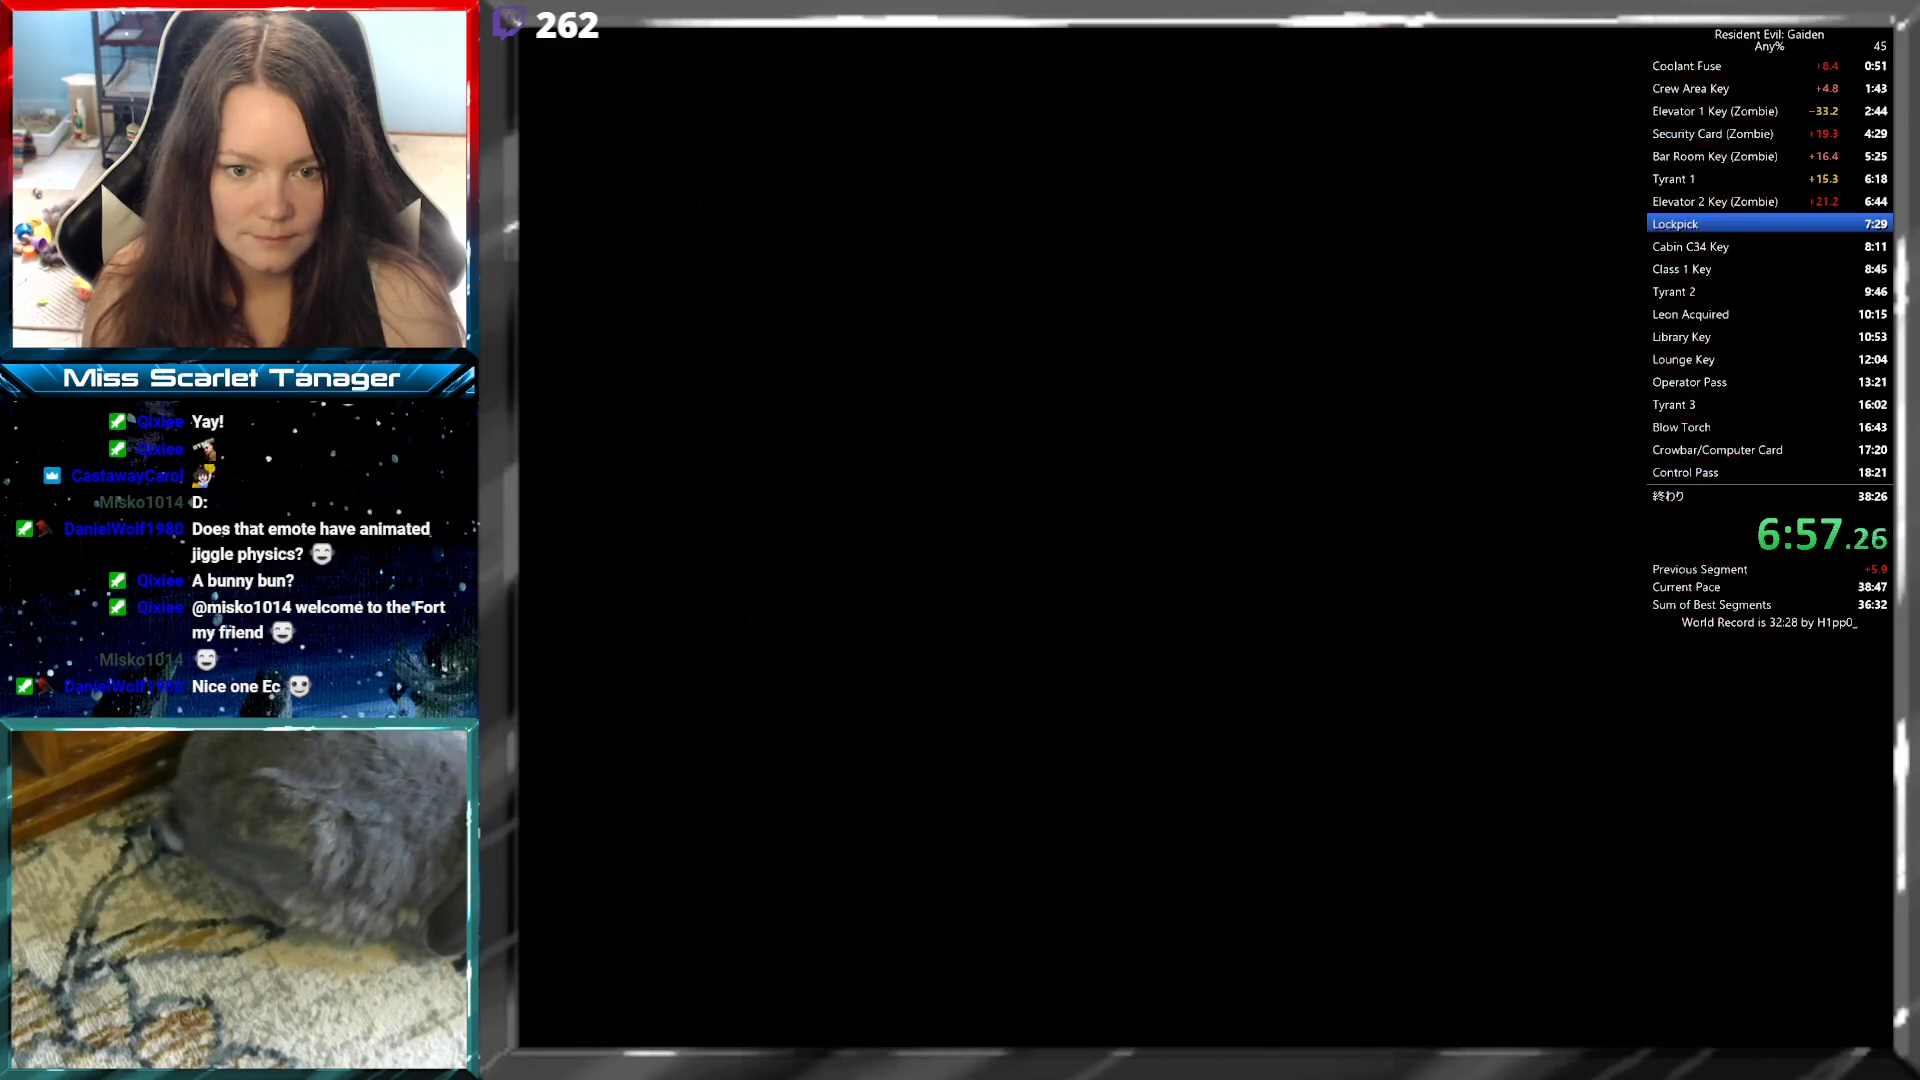 262
Miss Scarlet Tanager
Qixlee Yay!
Qixlee
CastawayCarol
Misko1014 D:
DanielWolf1980 Does that emote have animated
jiggle physics?
Qixlee A bunny bun?
Qixlee @misko1014 welcome to the Fort
my friend
Misko1014
DanielWolf1980 Nice one Ec
Resident Evil: Gaiden
Any% 45
Coolant Fuse +8.4 0:51
Crew Area Key +4.8 1:43
Elevator 1 Key (Zombie) −33.2 2:44
Security Card (Zombie) +19.3 4:29
Bar Room Key (Zombie) +16.4 5:25
Tyrant 1 +15.3 6:18
Elevator 2 Key (Zombie) +21.2 6:44
Lockpick 7:29
Cabin C34 Key 8:11
Class 1 Key 8:45
Tyrant 2 9:46
Leon Acquired 10:15
Library Key 10:53
Lounge Key 12:04
Operator Pass 13:21
Tyrant 3 16:02
Blow Torch 16:43
Crowbar/Computer Card 17:20
Control Pass 18:21
終わり 38:26
6:57.26
Previous Segment +5.9
Current Pace 38:47
Sum of Best Segments 36:32
World Record is 32:28 by H1pp0_